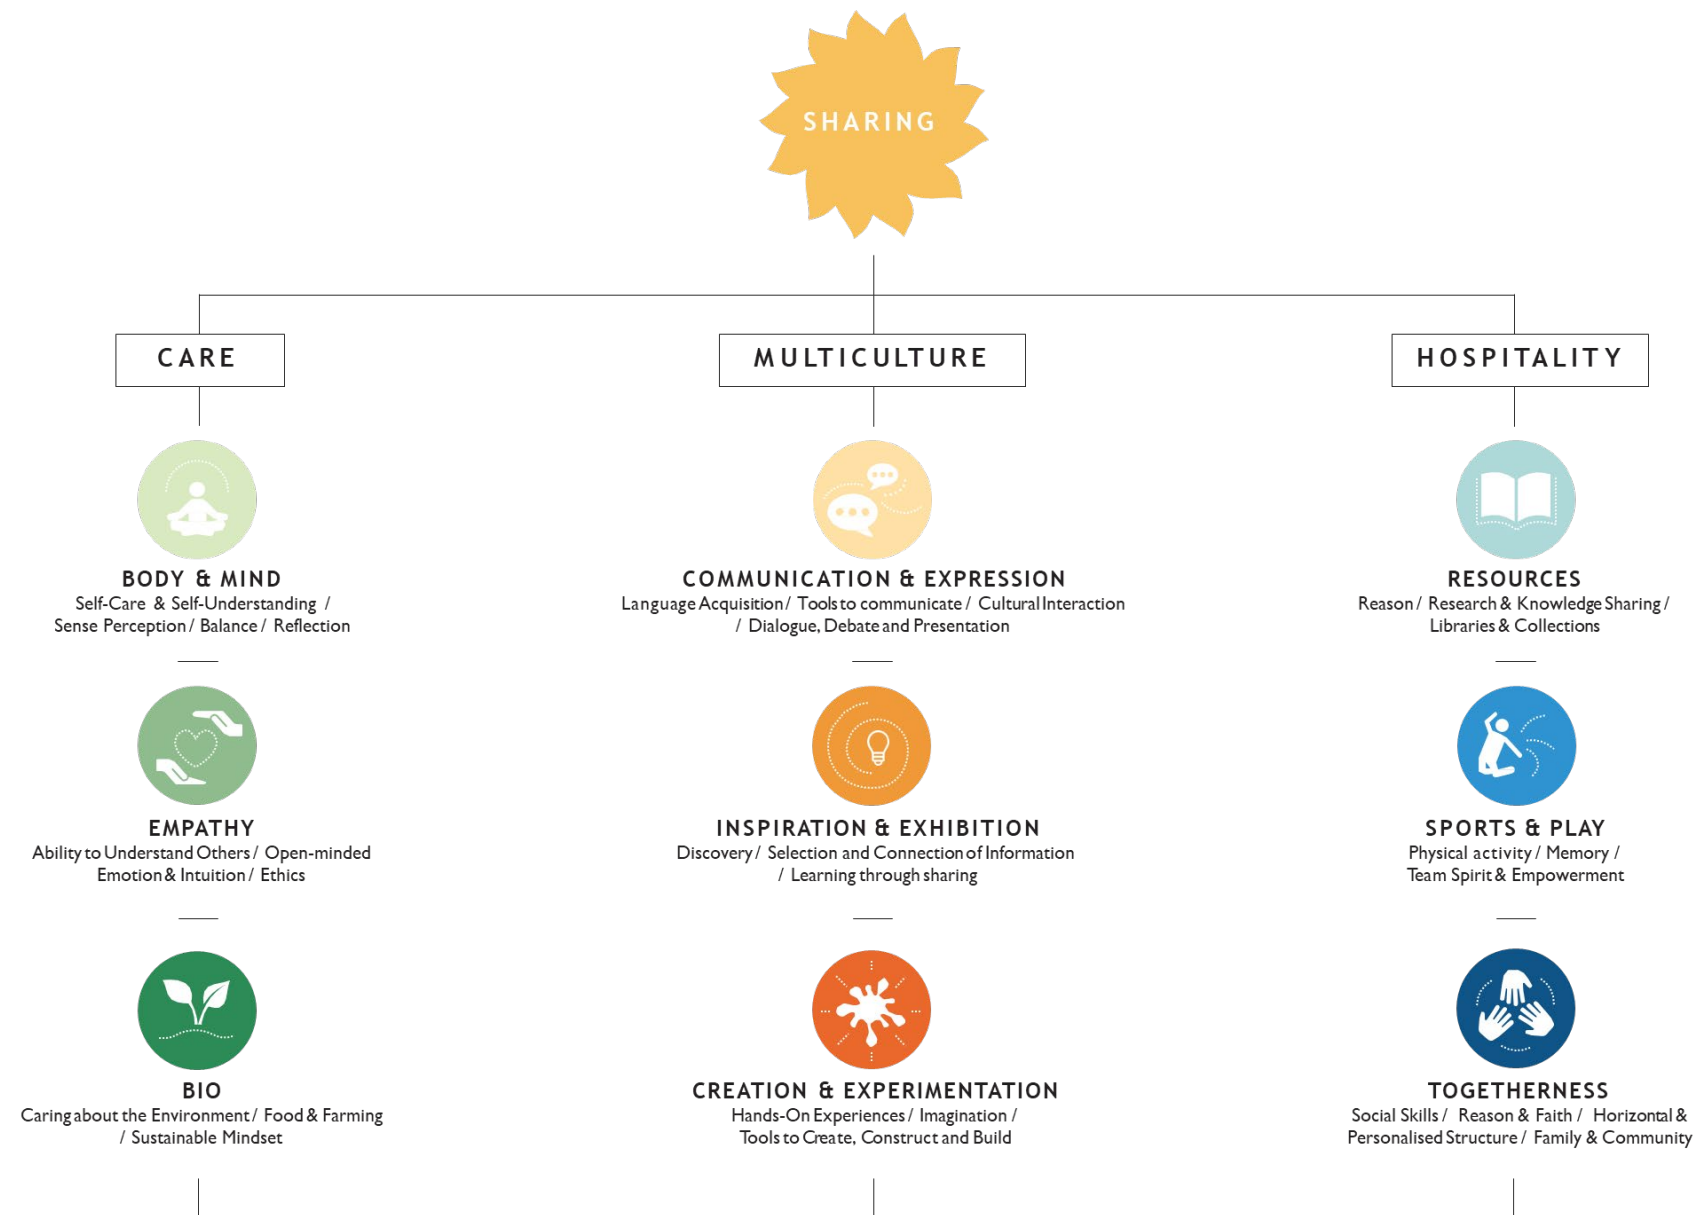 SHARING
CARE
BODY & MIND
Self-Care & Self-Understanding /
Sense Perception / Balance / Reflection
EMPATHY
Ability to Understand Others / Open-minded
Emotion & Intuition / Ethics
BIO
Caring about the Environment / Food & Farming
/ Sustainable Mindset
MULTICULTURE
COMMUNICATION & EXPRESSION
Language Acquisition / Tools to communicate / Cultural Interaction
/ Dialogue, Debate and Presentation
INSPIRATION & EXHIBITION
Discovery / Selection and Connection of Information
/ Learning through sharing
CREATION & EXPERIMENTATION
Hands-On Experiences / Imagination /
Tools to Create, Construct and Build
HOSPITALITY
RESOURCES
Reason / Research & Knowledge Sharing /
Libraries & Collections
SPORTS & PLAY
Physical activity / Memory /
Team Spirit & Empowerment
TOGETHERNESS
Social Skills / Reason & Faith / Horizontal &
Personalised Structure / Family & Community